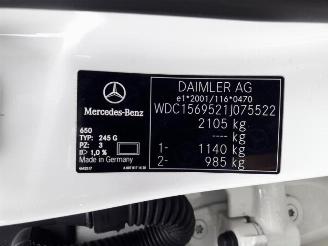 DAIMLER AG
e1*2001/116*0470
WDC1569521J075522
2105 kg
---- kg
1- 1140 kg
2- 985 kg
Mercedes-Benz
650
TYP: 245 G
PZ: 3
1,0 %
Made in Germany